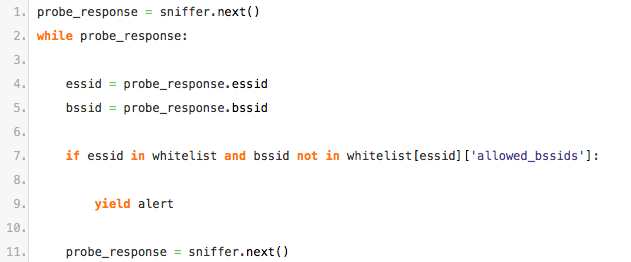 1. probe_response = sniffer.next()
2. while probe_response:
3.
4.     essid = probe_response.essid
5.     bssid = probe_response.bssid
6.
7.     if essid in whitelist and bssid not in whitelist[essid]['allowed_bssids']:
8.
9.         yield alert
10.
11.     probe_response = sniffer.next()